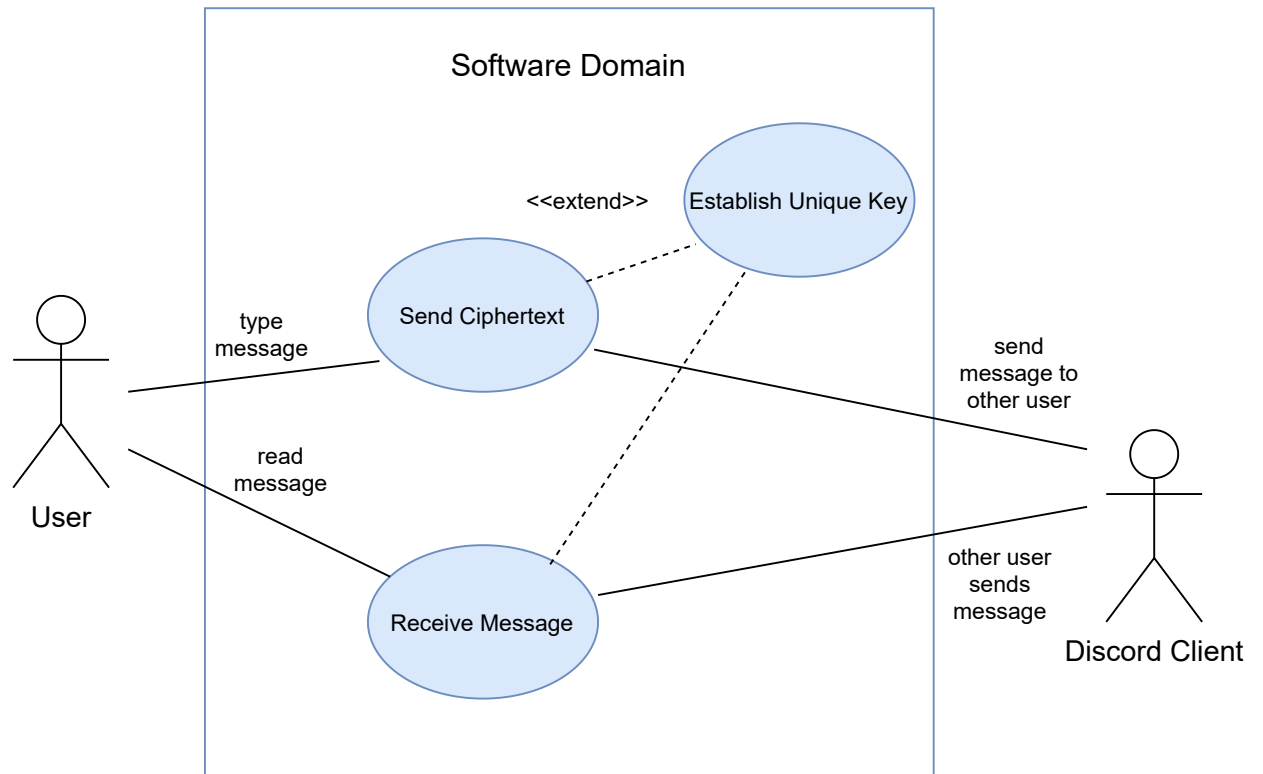 Software Domain
<<extend>>
Establish Unique Key
Send Ciphertext
type
message
send
message to
other user
read
message
User
other user
sends
message
Receive Message
Discord Client